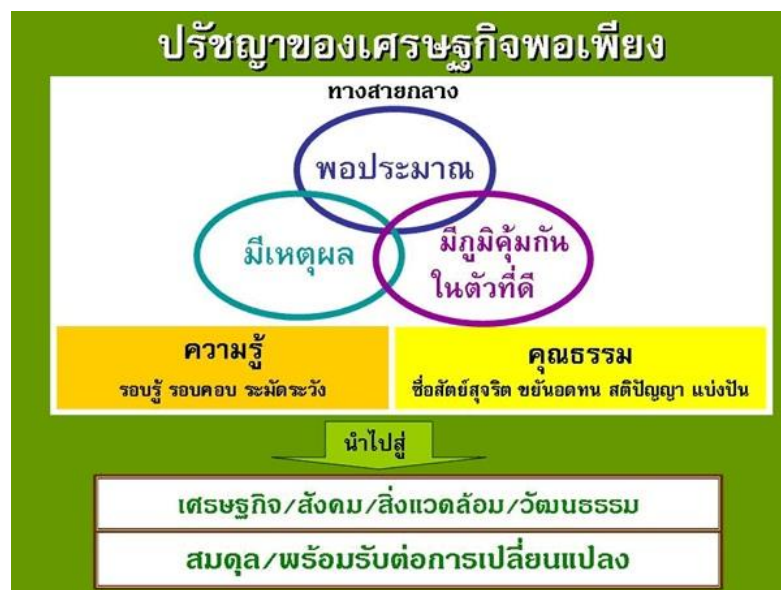 ปรัชญาของเศรษฐกิจพอเพียง
ทางสายกลาง
พอประมาณ
มีเหตุผล
มีภูมิคุ้มกัน
ในตัวที่ดี
ความรู้
รอบรู้ รอบคอบ ระมัดระวัง
คุณธรรม
ซื่อสัตย์สุจริต ขยันอดทน สติปัญญา แบ่งปัน
นำไปสู่
เศรษฐกิจ/สังคม/สิ่งแวดล้อม/วัฒนธรรม
สมดุล/พร้อมรับต่อการเปลี่ยนแปลง